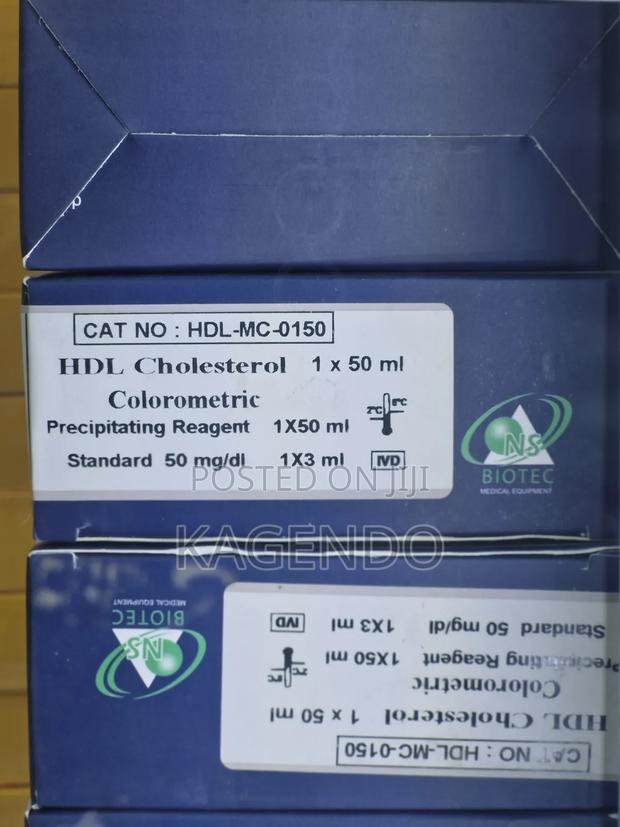 CAT NO : HDL-MC-0150
HDL Cholesterol 1 x 50 ml
Colorometric
Precipitating Reagent 1X50 ml
2°C 8°C
Standard 50 mg/dl 1X3 ml IVD
NS
BIOTEC
MEDICAL EQUIPMENT
POSTED ON JIJI
KAGENDO
CAT NO : HDL-MC-0150
HDL Cholesterol 1 x 50 ml
Colorometric
Precipitating Reagent 1X50 ml
Standard 50 mg/dl 1X3 ml IVD
NS
BIOTEC
MEDICAL EQUIPMENT